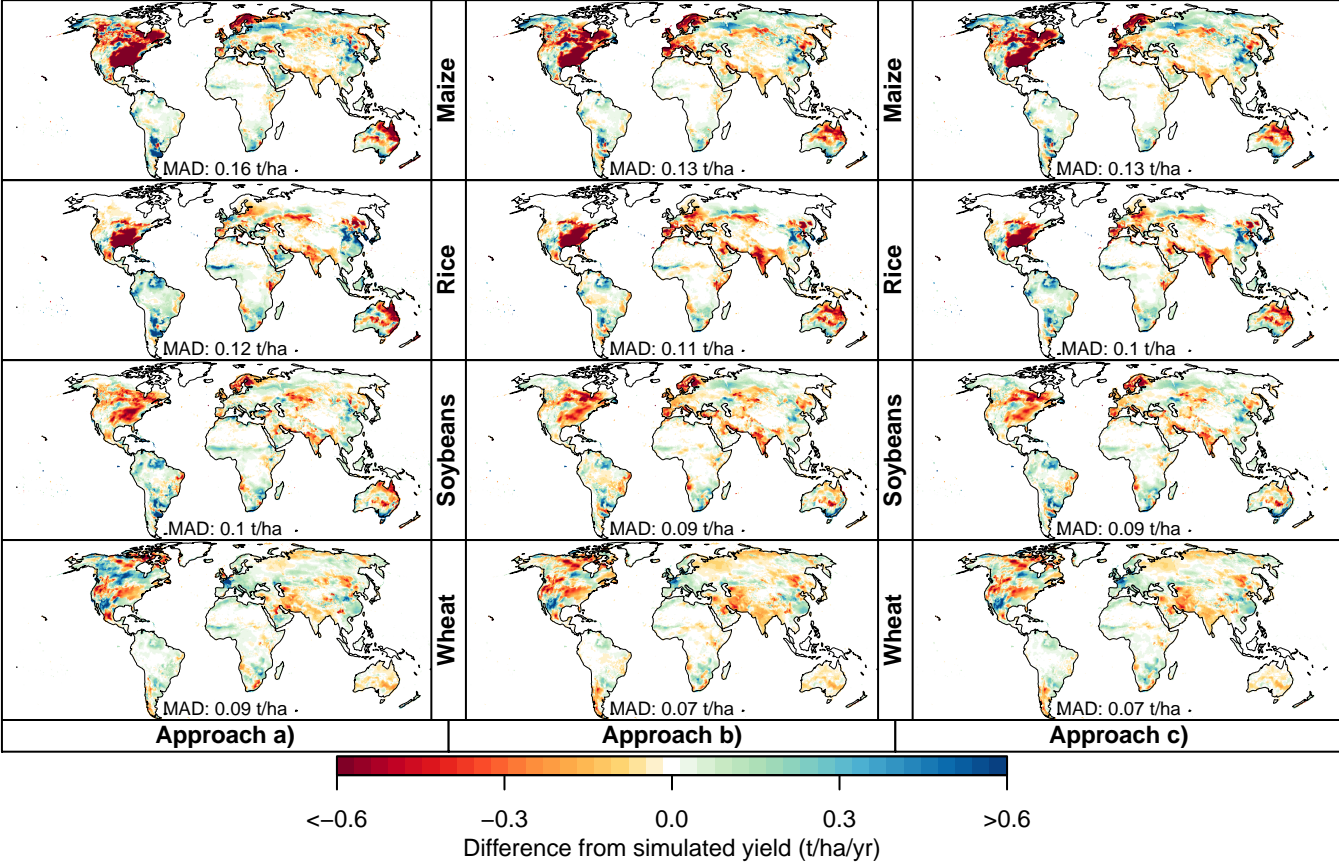 Maize
Maize
MAD: 0.16 t/ha
MAD: 0.13 t/ha
MAD: 0.13 t/ha
Rice
Rice
MAD: 0.12 t/ha
MAD: 0.11 t/ha
MAD: 0.1 t/ha
Soybeans
Soybeans
MAD: 0.1 t/ha
MAD: 0.09 t/ha
MAD: 0.09 t/ha
Wheat
Wheat
MAD: 0.09 t/ha
MAD: 0.07 t/ha
MAD: 0.07 t/ha
Approach a)
Approach b)
Approach c)
<−0.6
−0.3
0.0
0.3
>0.6
Difference from simulated yield (t/ha/yr)